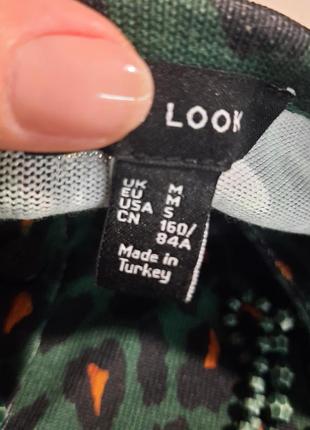 LOOK
UK M
EU M
USA S
CN 160/
84A
Made in
Turkey